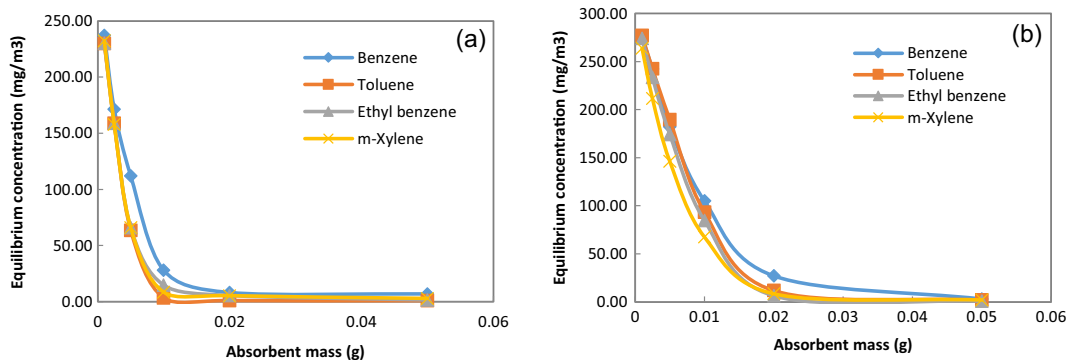 (a)
250.00
200.00
150.00
100.00
50.00
0.00
Equilibrium concentration (mg/m3)
Benzene
Toluene
Ethyl benzene
m-Xylene
0 0.02 0.04 0.06
Absorbent mass (g)
(b)
300.00
250.00
200.00
150.00
100.00
50.00
0.00
Equilibrium concentration (mg/m3)
Benzene
Toluene
Ethyl benzene
m-Xylene
0 0.01 0.02 0.03 0.04 0.05 0.06
Absorbent mass (g)